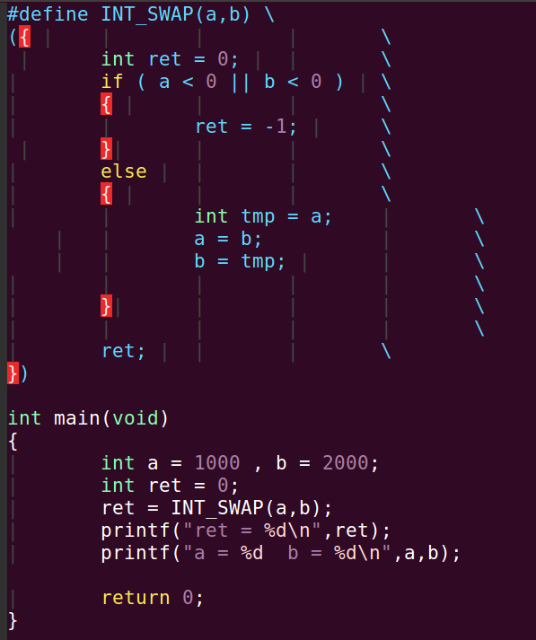 #define INT_SWAP(a,b) \
({ \
int ret = 0; \
if ( a < 0 || b < 0 ) \
{ \
ret = -1; \
} \
else \
{ \
int tmp = a; \
a = b; \
b = tmp; \
\
} \
\
ret; \
})
int main(void)
{
int a = 1000 , b = 2000;
int ret = 0;
ret = INT_SWAP(a,b);
printf("ret = %d\n",ret);
printf("a = %d  b = %d\n",a,b);
return 0;
}